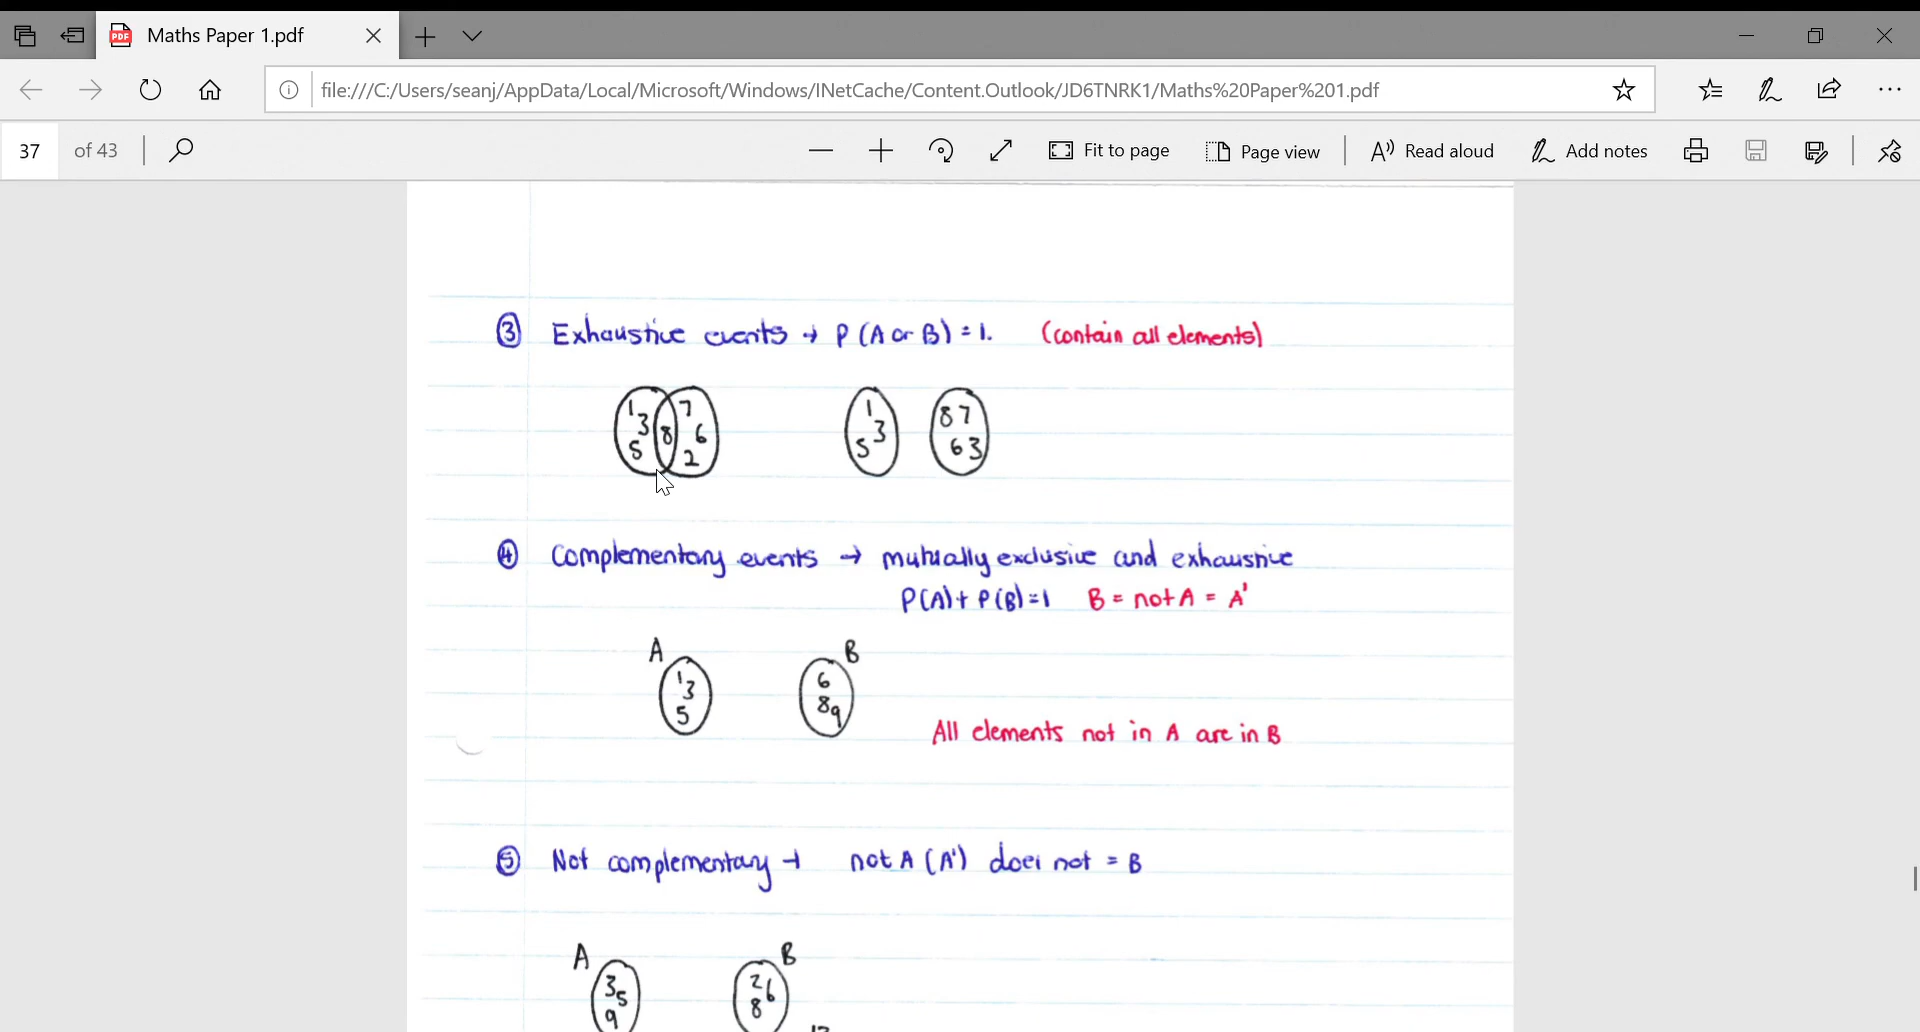 Maths Paper 1.pdf
file:///C:/Users/seanj/AppData/Local/Microsoft/Windows/INetCache/Content.Outlook/JD6TNRK1/Maths%20Paper%201.pdf
37 of 43 Fit to page Page view Read aloud Add notes
③ Exhaustive events → P (A or B) = 1. (contain all elements)
1 3 5 8 7 6 2 1 3 5 8 7 6 3
④ Complementary events → mutually exclusive and exhaustive
P(A) + P(B) = 1 B = not A = A'
A B
1 3 5 6 8 9
All elements not in A are in B
⑤ Not complementary → not A (A') does not = B
A B
3 5 9 2 6 8